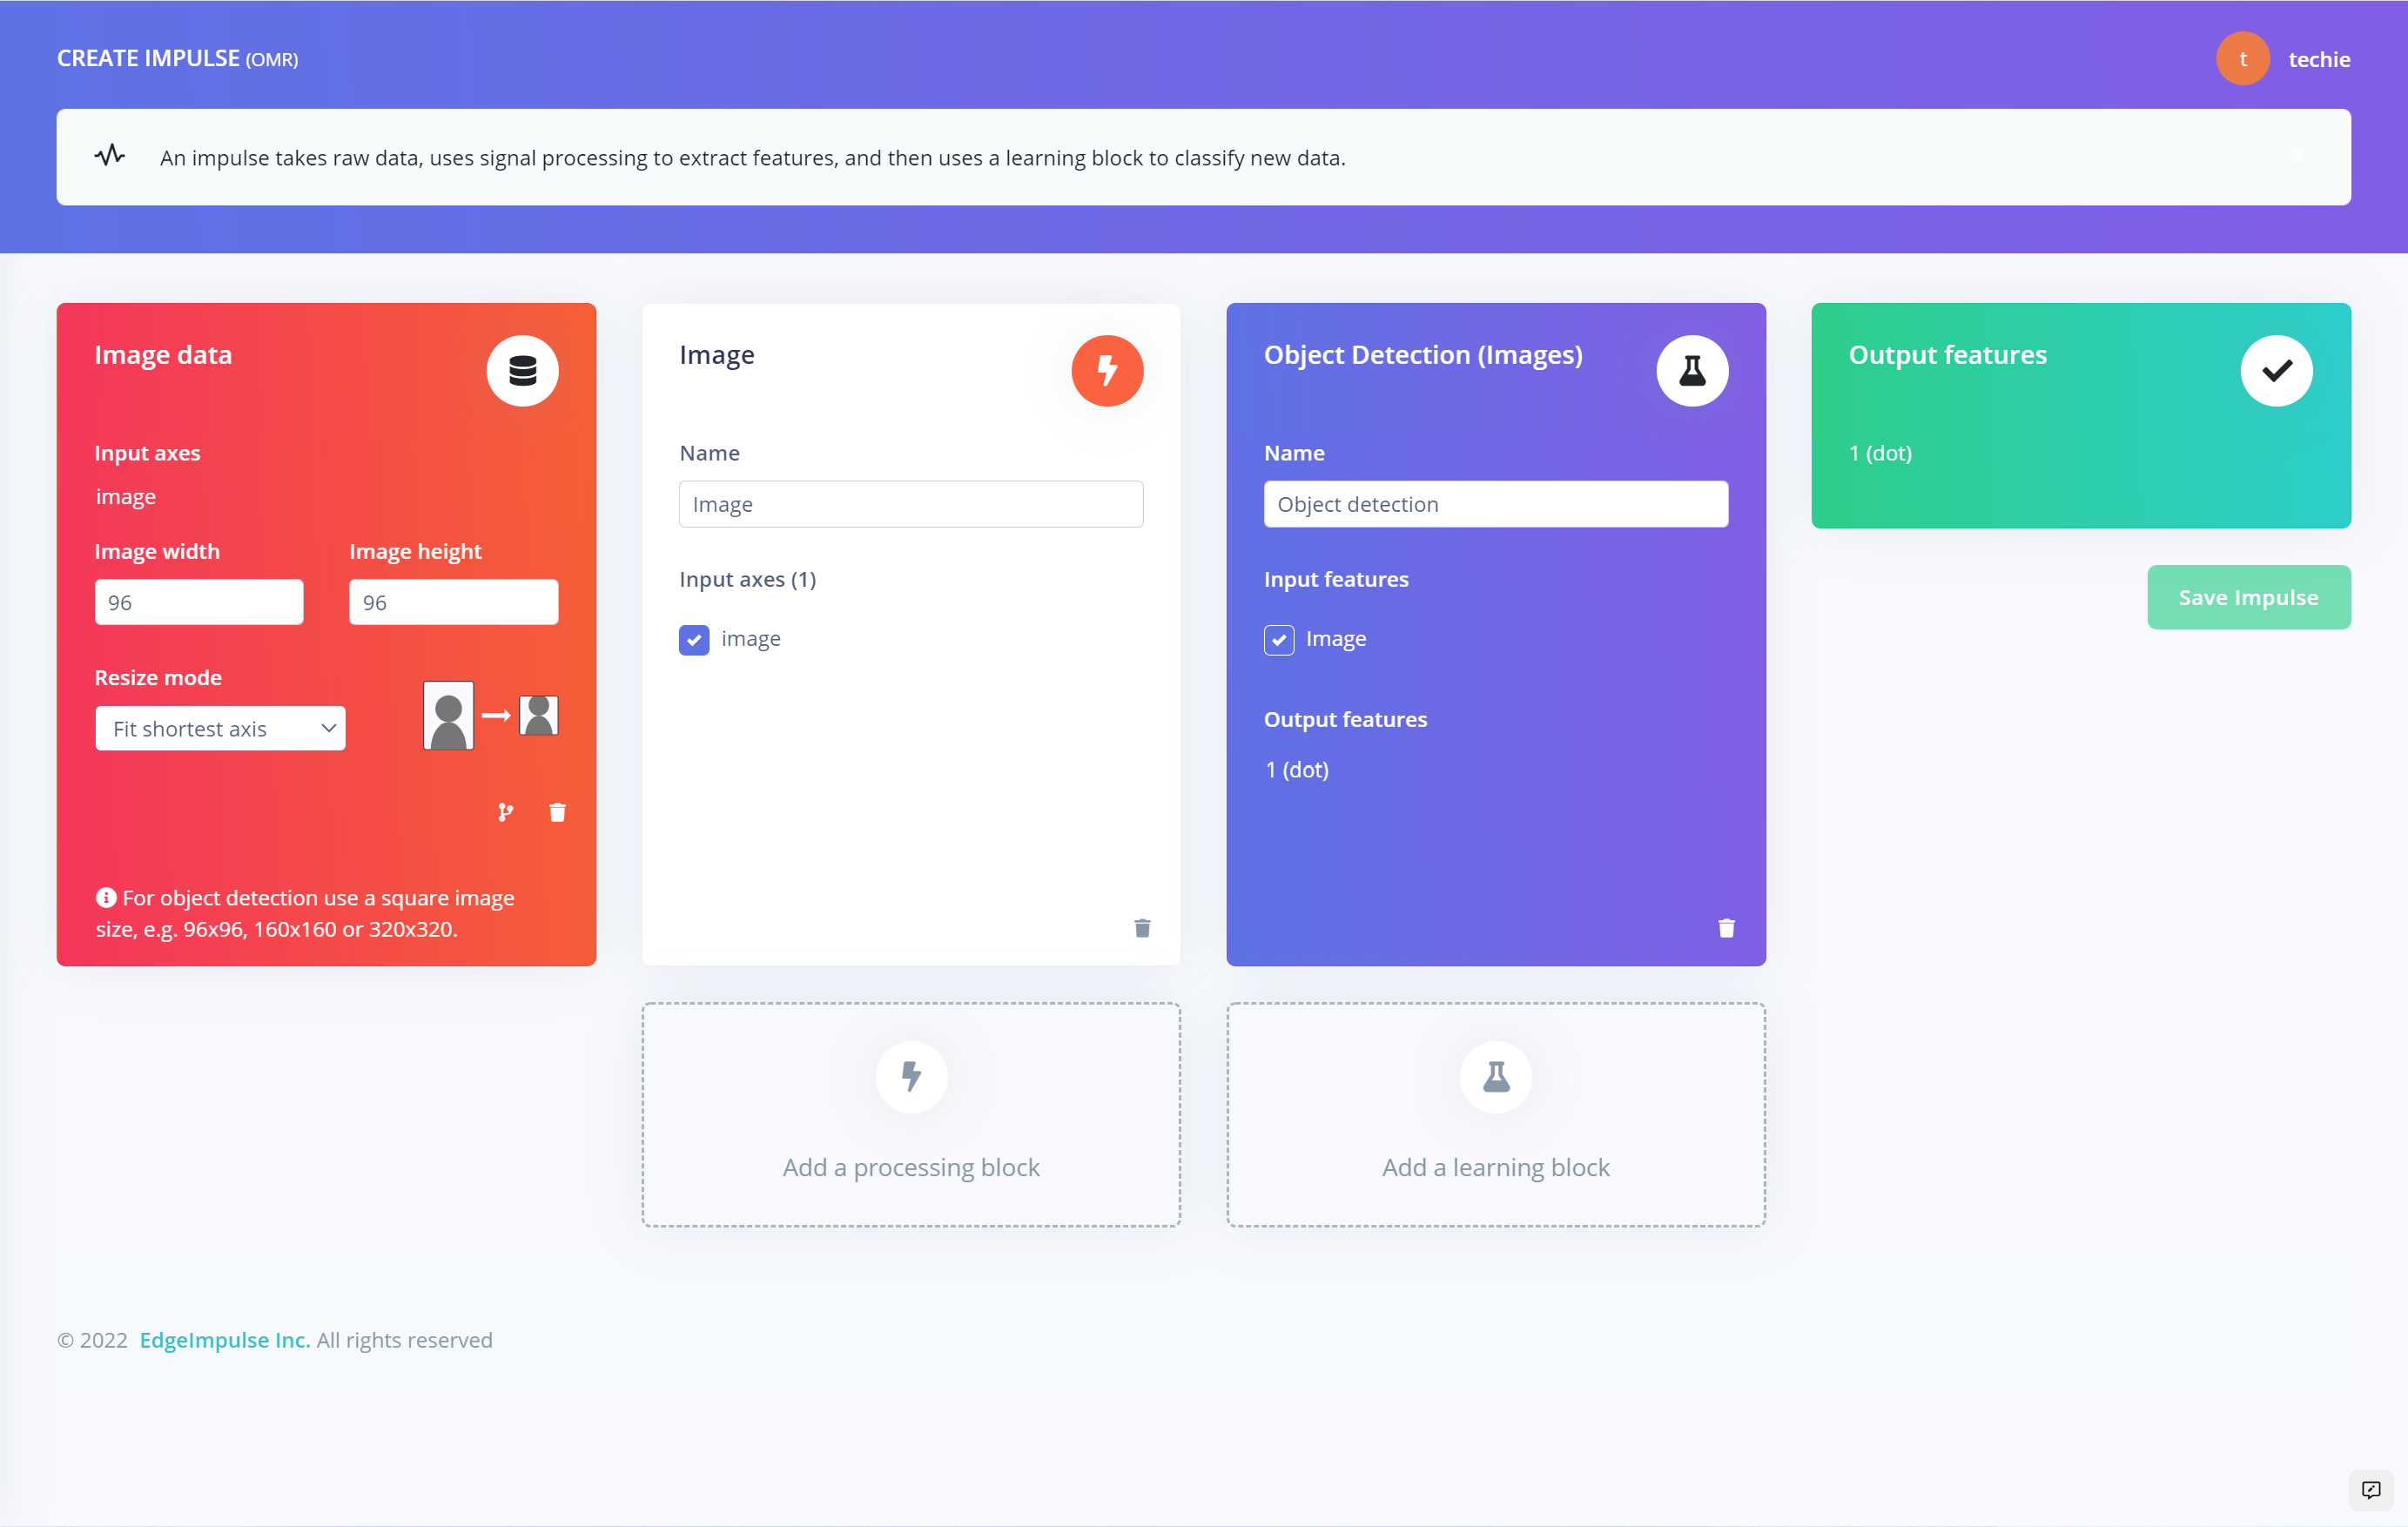 CREATE IMPULSE (OMR)
t
techie
An impulse takes raw data, uses signal processing to extract features, and then uses a learning block to classify new data.
Image data
Input axes
image
Image width
Image height
96
96
Resize mode
Fit shortest axis
For object detection use a square image
size, e.g. 96x96, 160x160 or 320x320.
Image
Name
Image
Input axes (1)
image
Object Detection (Images)
Name
Object detection
Input features
Image
Output features
1 (dot)
Output features
1 (dot)
Save Impulse
Add a processing block
Add a learning block
© 2022 EdgeImpulse Inc. All rights reserved